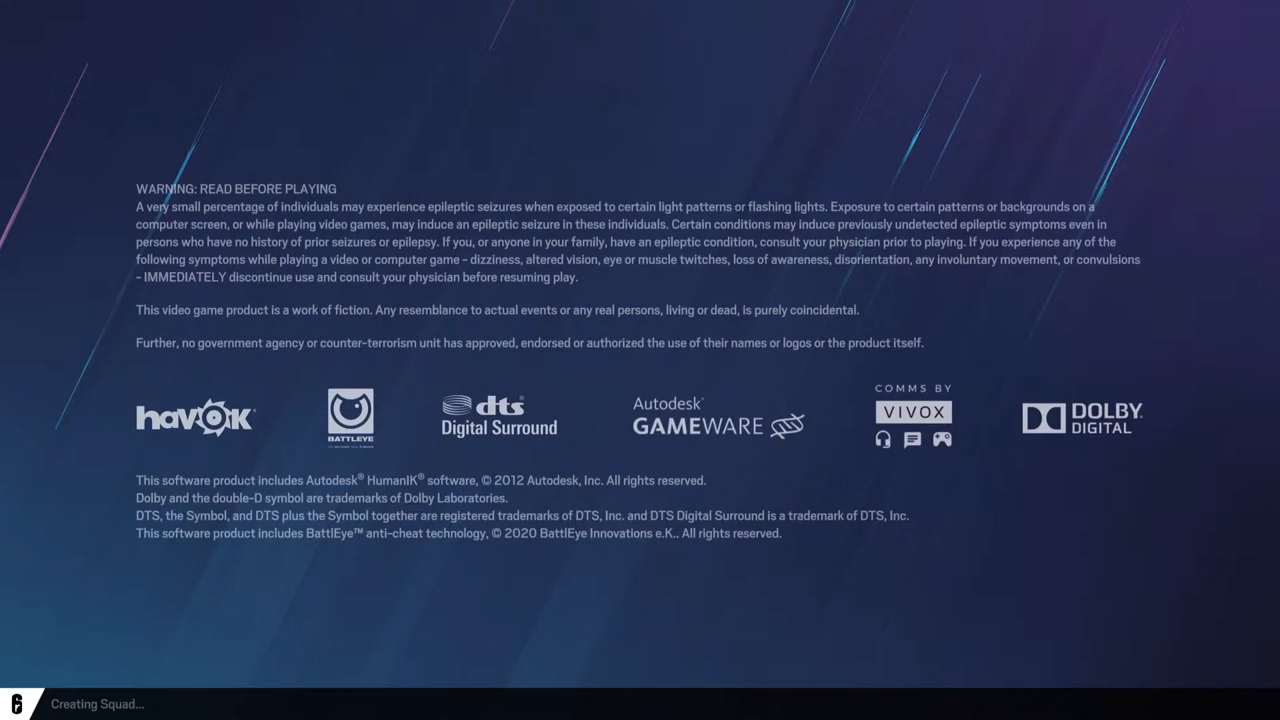 WARNING: READ BEFORE PLAYING
A very small percentage of individuals may experience epileptic seizures when exposed to certain light patterns or flashing lights. Exposure to certain patterns or backgrounds on a
computer screen, or while playing video games, may induce an epileptic seizure in these individuals. Certain conditions may induce previously undetected epileptic symptoms even in
persons who have no history of prior seizures or epilepsy. If you, or anyone in your family, have an epileptic condition, consult your physician prior to playing. If you experience any of the
following symptoms while playing a video or computer game - dizziness, altered vision, eye or muscle twitches, loss of awareness, disorientation, any involuntary movement, or convulsions
- IMMEDIATELY discontinue use and consult your physician before resuming play.
This video game product is a work of fiction. Any resemblance to actual events or any real persons, living or dead, is purely coincidental.
Further, no government agency or counter-terrorism unit has approved, endorsed or authorized the use of their names or logos or the product itself.
havok
BATTLEYE
dts
Digital Surround
Autodesk®
GAMEWARE
COMMS BY
VIVOX
DOLBY
DIGITAL
This software product includes Autodesk® HumanIK® software, © 2012 Autodesk, Inc. All rights reserved.
Dolby and the double-D symbol are trademarks of Dolby Laboratories.
DTS, the Symbol, and DTS plus the Symbol together are registered trademarks of DTS, Inc. and DTS Digital Surround is a trademark of DTS, Inc.
This software product includes BattlEye™ anti-cheat technology, © 2020 BattlEye Innovations e.K.. All rights reserved.
6
Creating Squad...